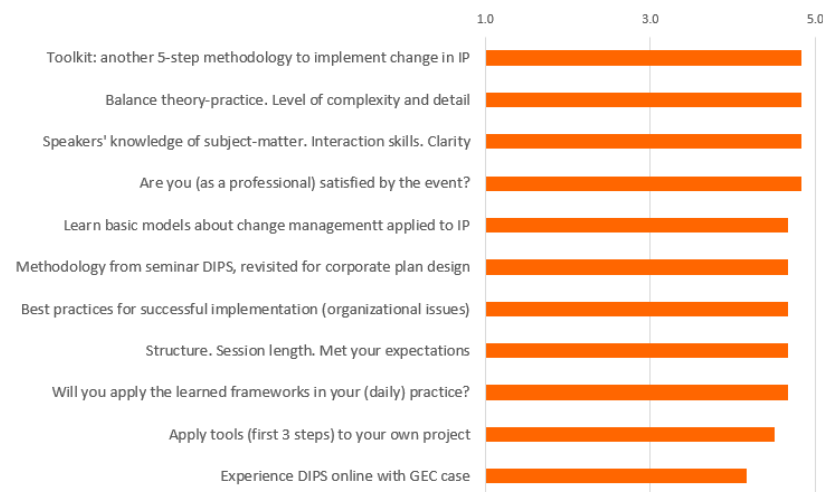 1.0 3.0 5.0
Toolkit: another 5-step methodology to implement change in IP
Balance theory-practice. Level of complexity and detail
Speakers' knowledge of subject-matter. Interaction skills. Clarity
Are you (as a professional) satisfied by the event?
Learn basic models about change managementt applied to IP
Methodology from seminar DIPS, revisited for corporate plan design
Best practices for successful implementation (organizational issues)
Structure. Session length. Met your expectations
Will you apply the learned frameworks in your (daily) practice?
Apply tools (first 3 steps) to your own project
Experience DIPS online with GEC case